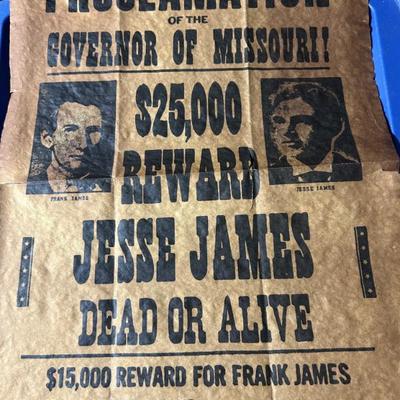 PROCLAMATION
OF THE
GOVERNOR OF MISSOURI!
$25,000
REWARD
FRANK JAMES
JESSE JAMES
JESSE JAMES
DEAD OR ALIVE
$15,000 REWARD FOR FRANK JAMES